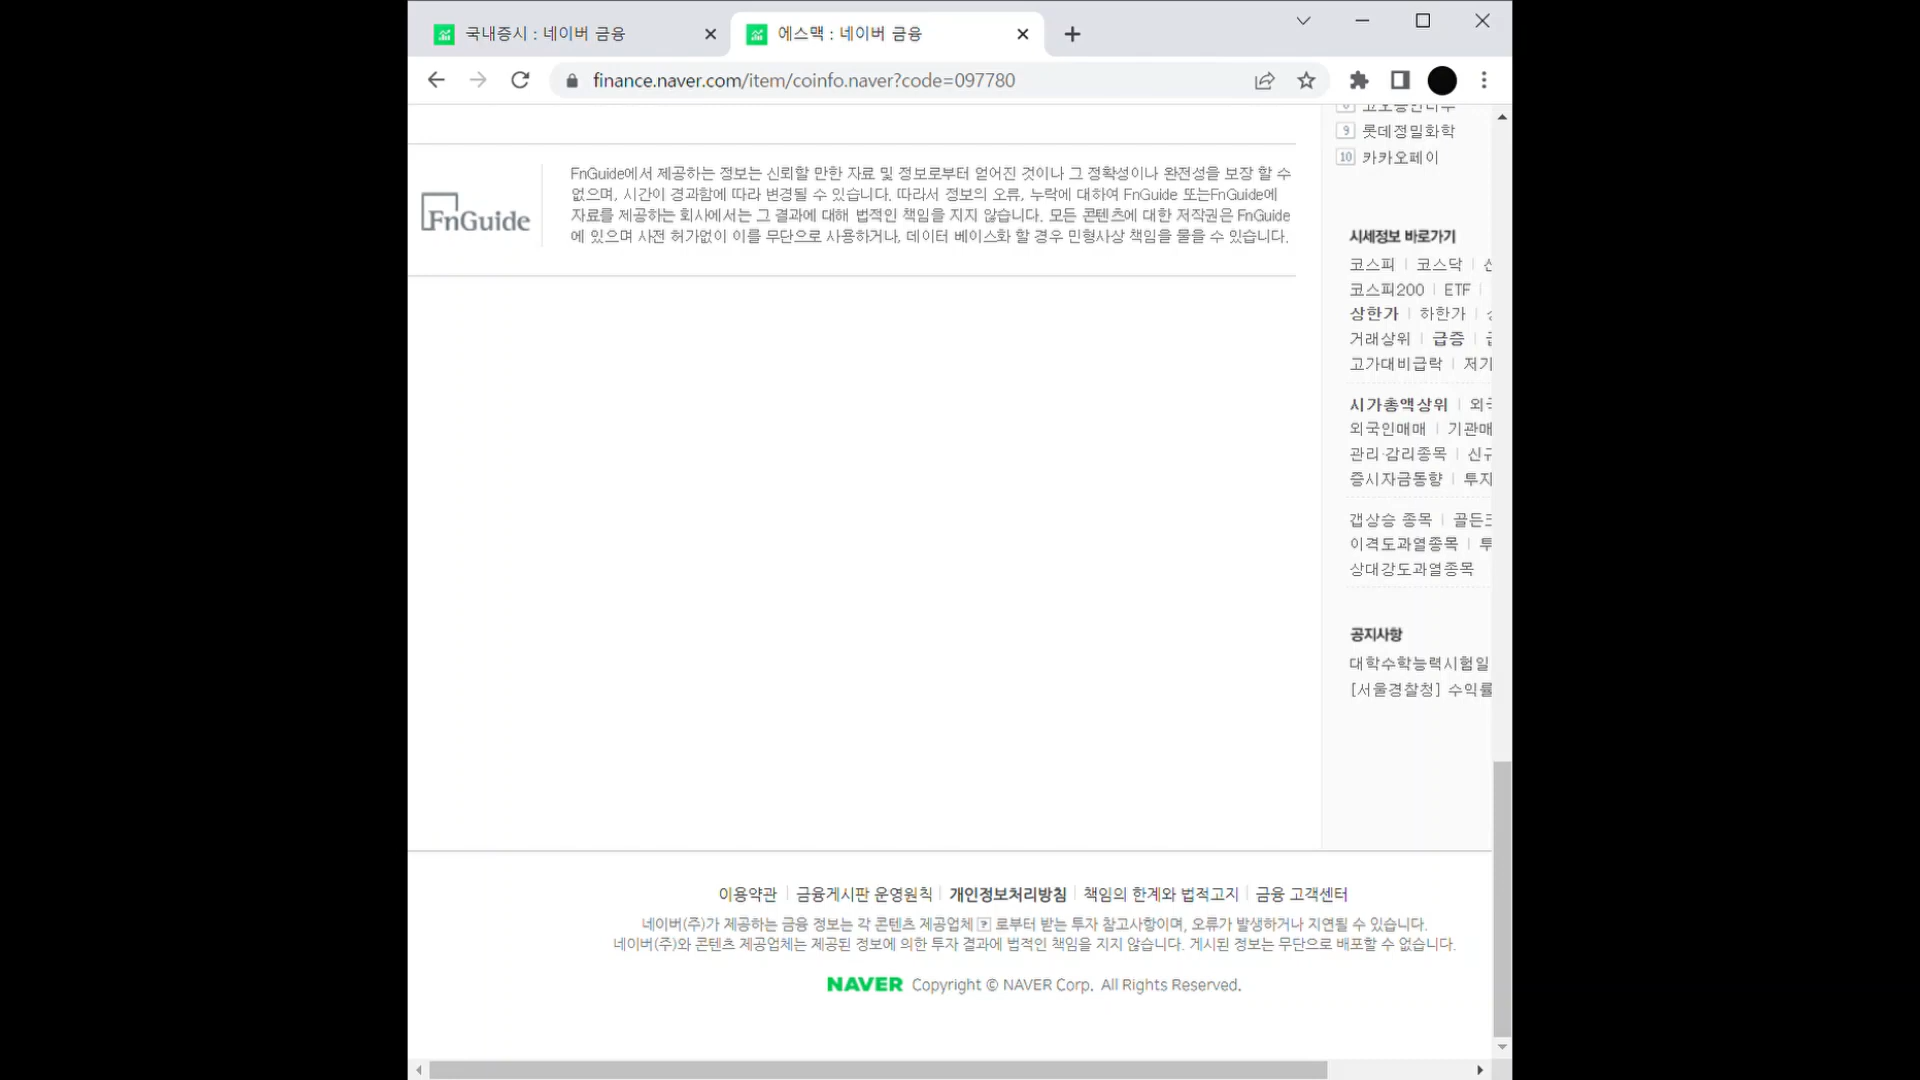 국내증시 : 네이버 금융
에스맥 : 네이버 금융
finance.naver.com/item/coinfo.naver?code=097780
9 롯데정밀화학
10 카카오페이
FnGuide
FnGuide에서 제공하는 정보는 신뢰할 만한 자료 및 정보로부터 얻어진 것이나 그 정확성이나 완전성을 보장 할 수
없으며, 시간이 경과함에 따라 변경될 수 있습니다. 따라서 정보의 오류, 누락에 대하여 FnGuide 또는FnGuide에
자료를 제공하는 회사에서는 그 결과에 대해 법적인 책임을 지지 않습니다. 모든 콘텐츠에 대한 저작권은 FnGuide
에 있으며 사전 허가없이 이를 무단으로 사용하거나, 데이터 베이스화 할 경우 민형사상 책임을 물을 수 있습니다.
시세정보 바로가기
코스피 | 코스닥 |
코스피200 | ETF |
상한가 | 하한가 |
거래상위 | 급증 |
고가대비급락 | 저가
시가총액상위 |
외국인매매 | 기관매
관리·감리종목 | 신규
증시자금동향 | 투자
갭상승 종목 | 골든
이격도과열종목 | 투
상대강도과열종목
공지사항
대학수학능력시험일
[서울경찰청] 수익률
이용약관 | 금융게시판 운영원칙 | 개인정보처리방침 | 책임의 한계와 법적고지 | 금융 고객센터
네이버(주)가 제공하는 금융 정보는 각 콘텐츠 제공업체 ? 로부터 받는 투자 참고사항이며, 오류가 발생하거나 지연될 수 있습니다.
네이버(주)와 콘텐츠 제공업체는 제공된 정보에 의한 투자 결과에 법적인 책임을 지지 않습니다. 게시된 정보는 무단으로 배포할 수 없습니다.
NAVER Copyright © NAVER Corp. All Rights Reserved.